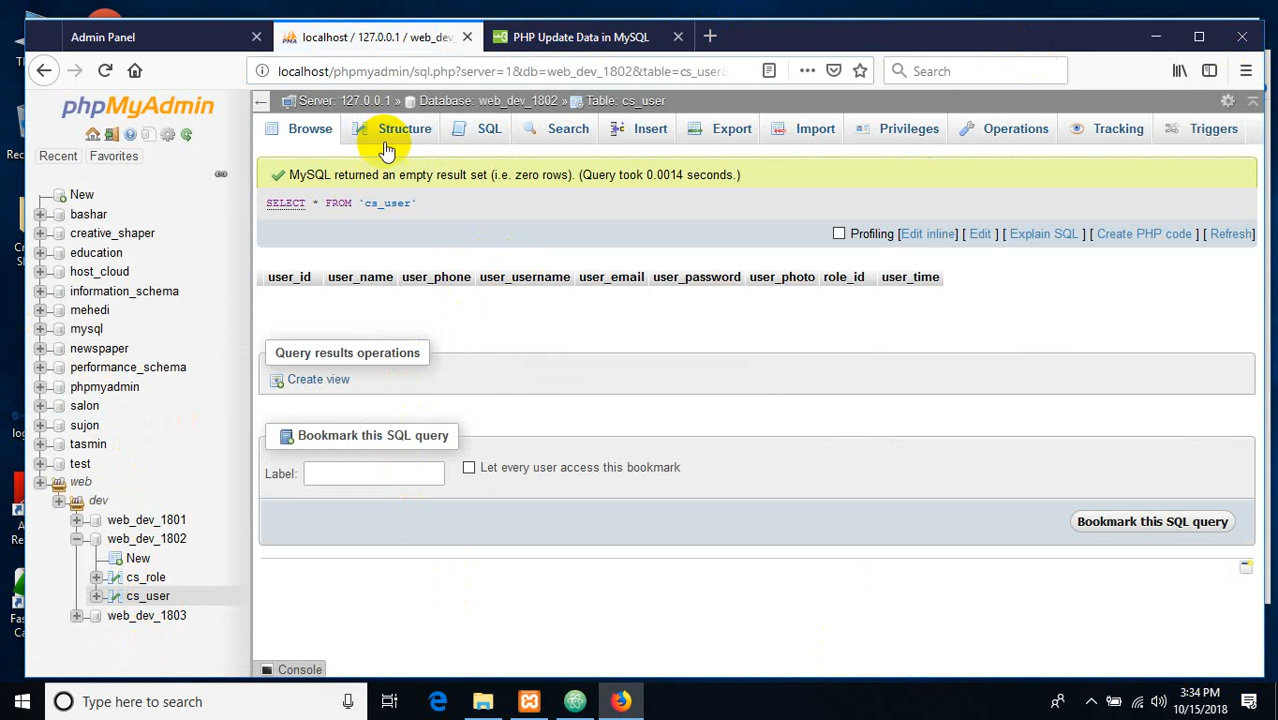 Admin Panel
localhost / 127.0.0.1 / web_dev_
PHP Update Data in MySQL
localhost/phpmyadmin/sql.php?server=1&db=web_dev_1802&table=cs_user
Search
phpMyAdmin
Recent
Favorites
New
bashar
creative_shaper
education
host_cloud
information_schema
mehedi
mysql
newspaper
performance_schema
phpmyadmin
salon
sujon
tasmin
test
web
dev
web_dev_1801
web_dev_1802
New
cs_role
cs_user
web_dev_1803
Server: 127.0.0.1 » Database: web_dev_1802 » Table: cs_user
Browse Structure SQL Search Insert Export Import Privileges Operations Tracking Triggers
MySQL returned an empty result set (i.e. zero rows). (Query took 0.0014 seconds.)
SELECT * FROM `cs_user`
Profiling [Edit inline] [ Edit ] [ Explain SQL ] [ Create PHP code ] [ Refresh]
user_id user_name user_phone user_username user_email user_password user_photo role_id user_time
Query results operations
Create view
Bookmark this SQL query
Label:
Let every user access this bookmark
Bookmark this SQL query
Console
Type here to search
3:34 PM
10/15/2018